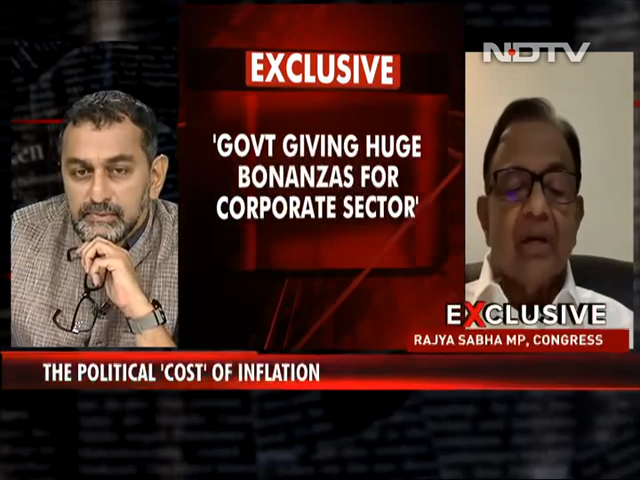 NDTV
EXCLUSIVE
'GOVT GIVING HUGE
BONANZAS FOR
CORPORATE SECTOR'
EXCLUSIVE
RAJYA SABHA MP, CONGRESS
THE POLITICAL 'COST' OF INFLATION